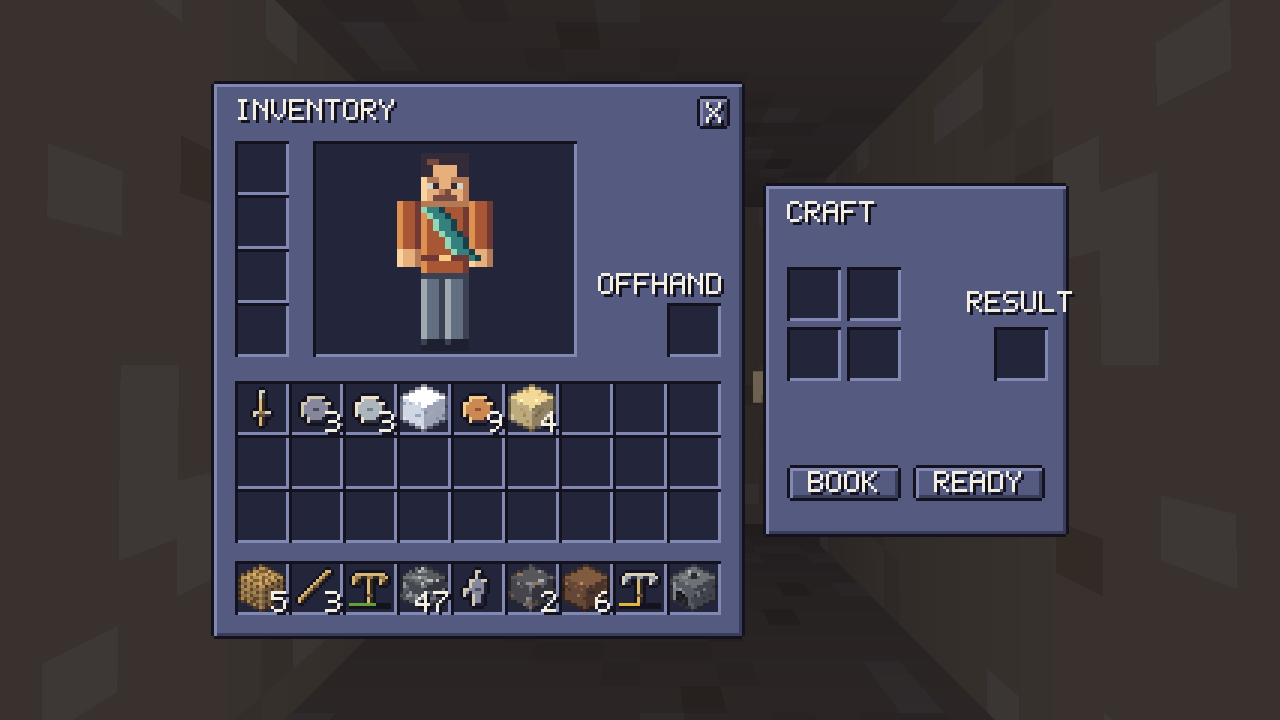 INVENTORY
X
OFFHAND
3 3 9 4
5 3 47 2 6
CRAFT
RESULT
BOOK READY